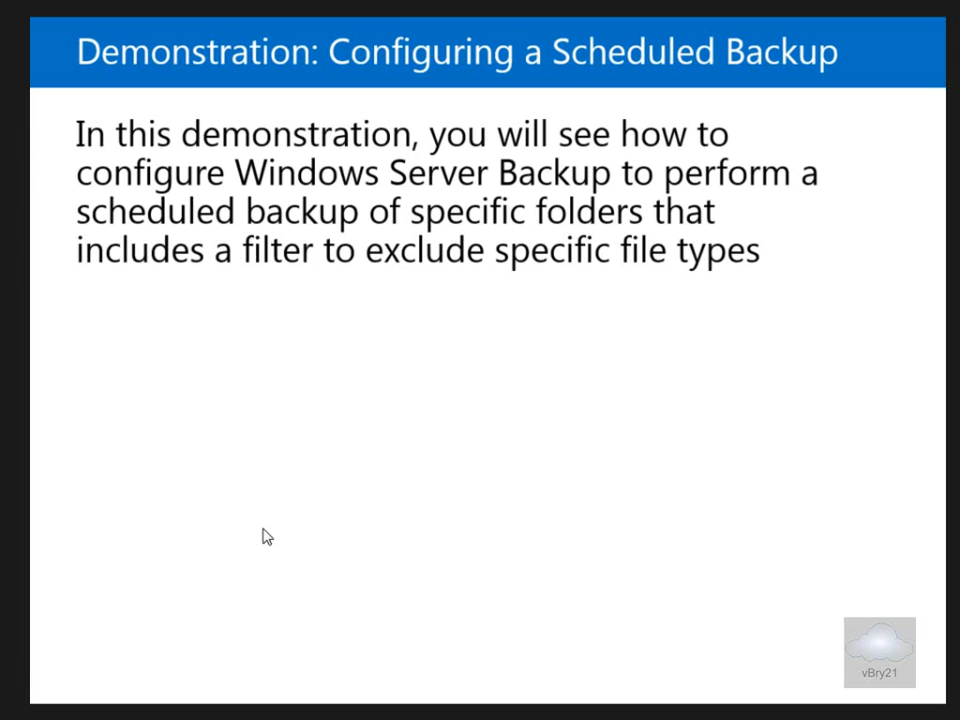 Demonstration: Configuring a Scheduled Backup
In this demonstration, you will see how to
configure Windows Server Backup to perform a
scheduled backup of specific folders that
includes a filter to exclude specific file types
vBry21